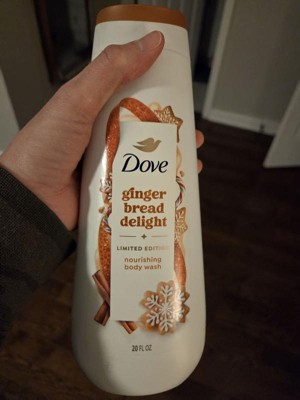 Dove
ginger
bread
delight
LIMITED EDITION
nourishing
body wash
20 FL OZ